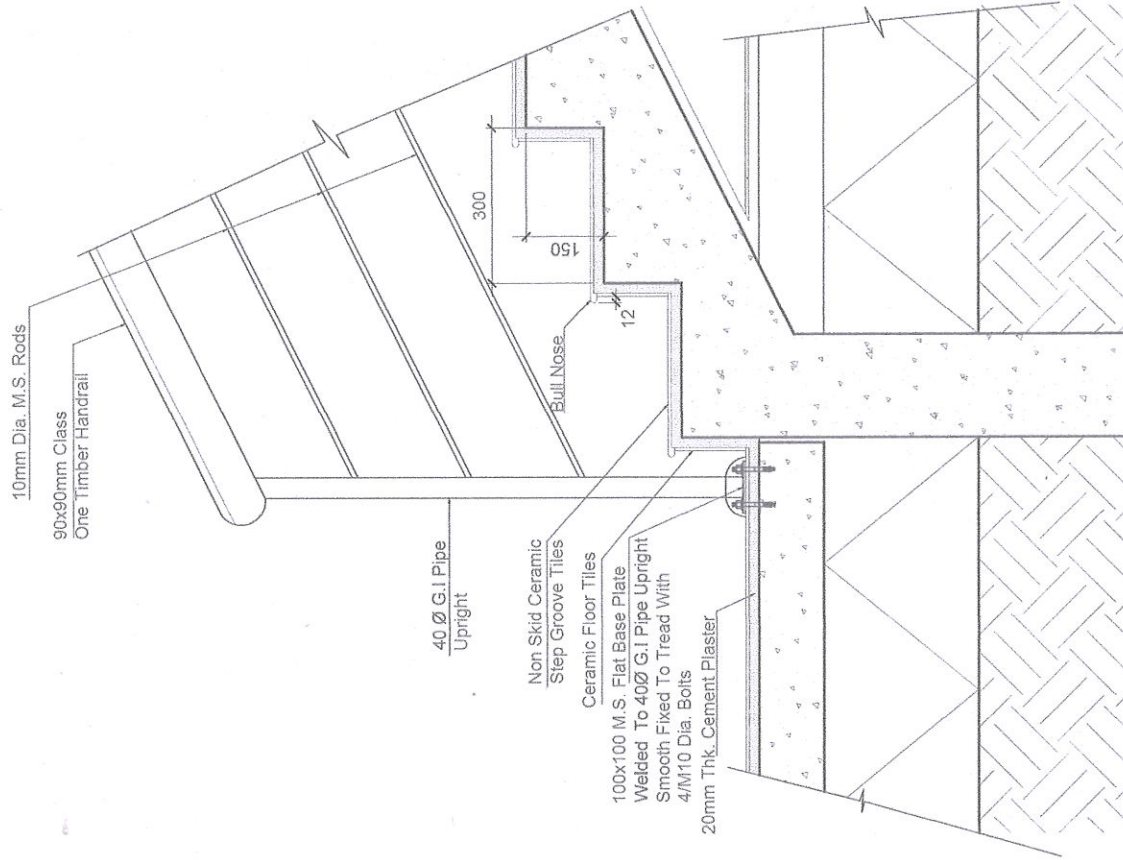 10mm Dia. M.S. Rods
90x90mm Class
One Timber Handrail
40 Ø G.I Pipe
Upright
Non Skid Ceramic
Step Groove Tiles
Ceramic Floor Tiles
100x100 M.S. Flat Base Plate
Welded To 40Ø G.I Pipe Upright
Smooth Fixed To Tread With
4/M10 Dia. Bolts
20mm Thk. Cement Plaster
Bull Nose
12
300
150